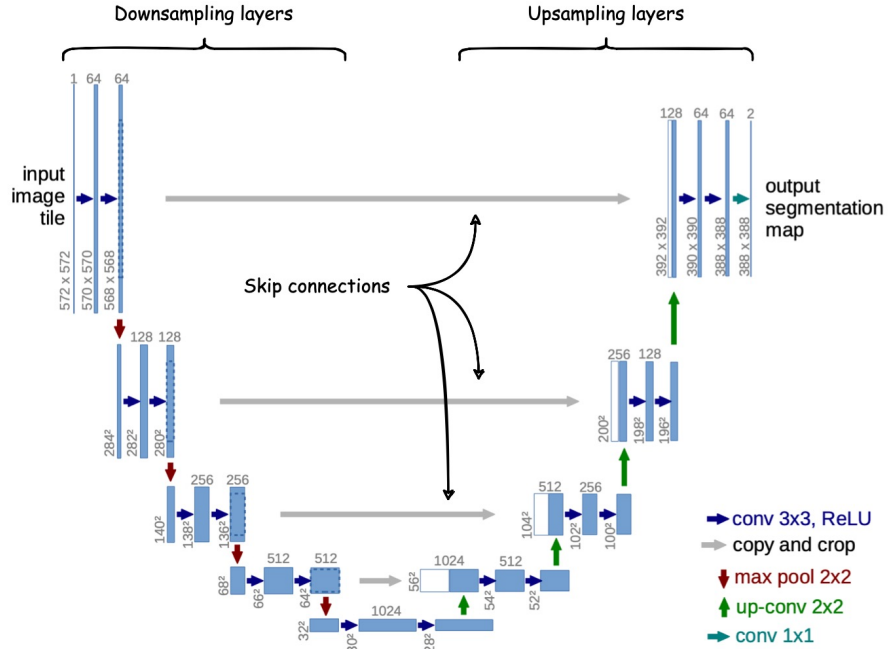 Downsampling layers
Upsampling layers
1 64 64
128 64 64 2
input
image
tile
output
segmentation
map
572 x 572
570 x 570
568 x 568
392 x 392
390 x 390
388 x 388
388 x 388
Skip connections
128 128
256 128
284²
282²
280²
200²
198²
196²
256 256
512 256
140²
138²
136²
104²
102²
100²
512 512
1024 512
68²
66²
64²
56²
54²
52²
1024
32²
conv 3x3, ReLU
copy and crop
max pool 2x2
up-conv 2x2
conv 1x1